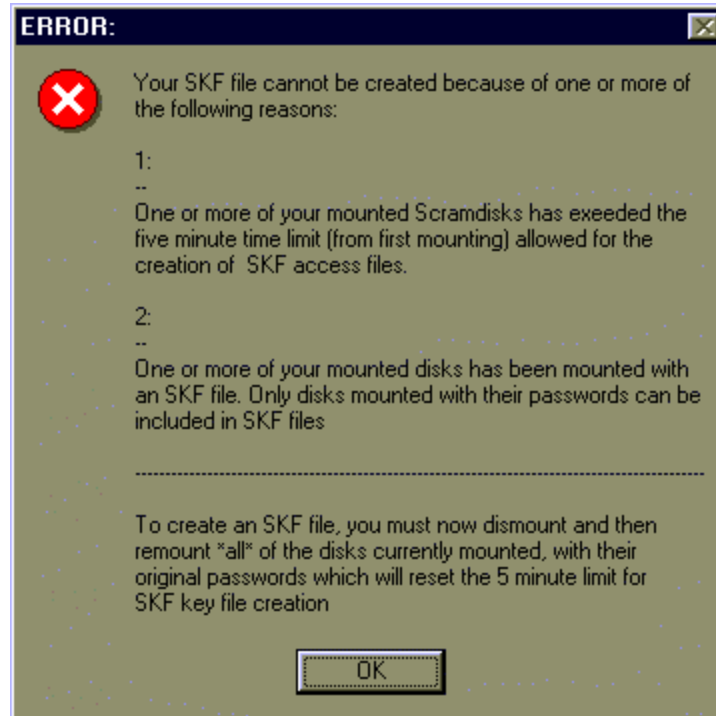 ERROR:
Your SKF file cannot be created because of one or more of
the following reasons:
1:
--
One or more of your mounted Scramdisks has exeeded the
five minute time limit (from first mounting) allowed for the
creation of  SKF access files.
2:
--
One or more of your mounted disks has been mounted with
an SKF file. Only disks mounted with their passwords can be
included in SKF files
-----------------------------------------------------------------------------------------------
To create an SKF file, you must now dismount and then
remount *all* of the disks currently mounted, with their
original passwords which will reset the 5 minute limit for
SKF key file creation
OK